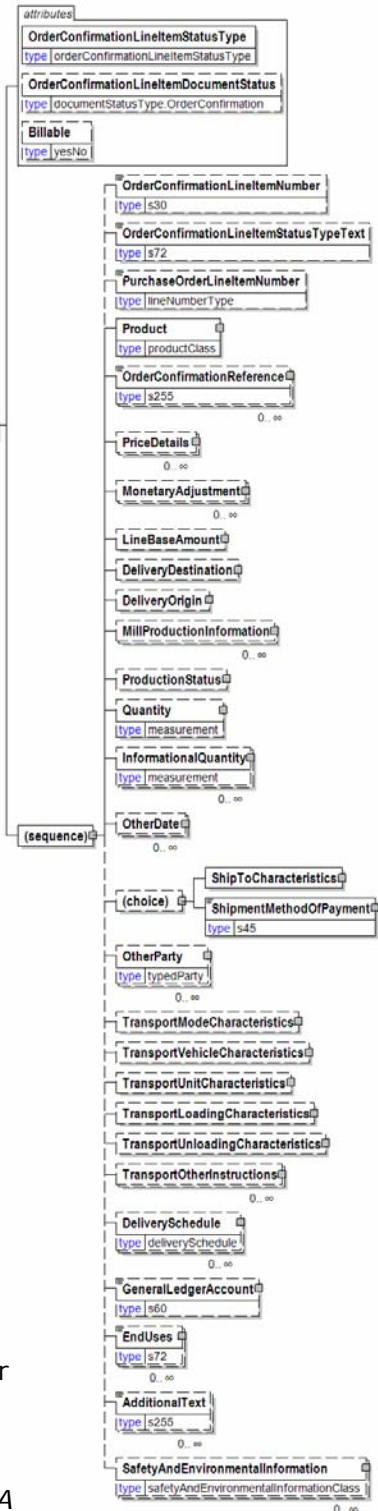 attributes
OrderConfirmationLineItemStatusType
type orderConfirmationLineItemStatusType
OrderConfirmationLineItemDocumentStatus
type documentStatusType.OrderConfirmation
Billable
type yesNo
OrderConfirmationLineItemNumber
type s30
OrderConfirmationLineItemStatusTypeText
type s72
PurchaseOrderLineItemNumber
type lineNumberType
Product
type productClass
OrderConfirmationReference
type s255
0.. ∞
PriceDetails
0.. ∞
MonetaryAdjustment
0.. ∞
LineBaseAmount
DeliveryDestination
DeliveryOrigin
MillProductionInformation
0.. ∞
ProductionStatus
Quantity
type measurement
InformationalQuantity
type measurement
0.. ∞
(sequence)
OtherDate
0.. ∞
(choice)
ShipToCharacteristics
ShipmentMethodOfPayment
type s45
OtherParty
type typedParty
0.. ∞
TransportModeCharacteristics
TransportVehicleCharacteristics
TransportUnitCharacteristics
TransportLoadingCharacteristics
TransportUnloadingCharacteristics
TransportOtherInstructions
0.. ∞
DeliverySchedule
type deliverySchedule
0.. ∞
GeneralLedgerAccount
type s60
EndUses
type s72
0.. ∞
r
AdditionalText
type s255
0.. ∞
SafetyAndEnvironmentalInformation
type safetyAndEnvironmentalInformationClass
0.. ∞
A